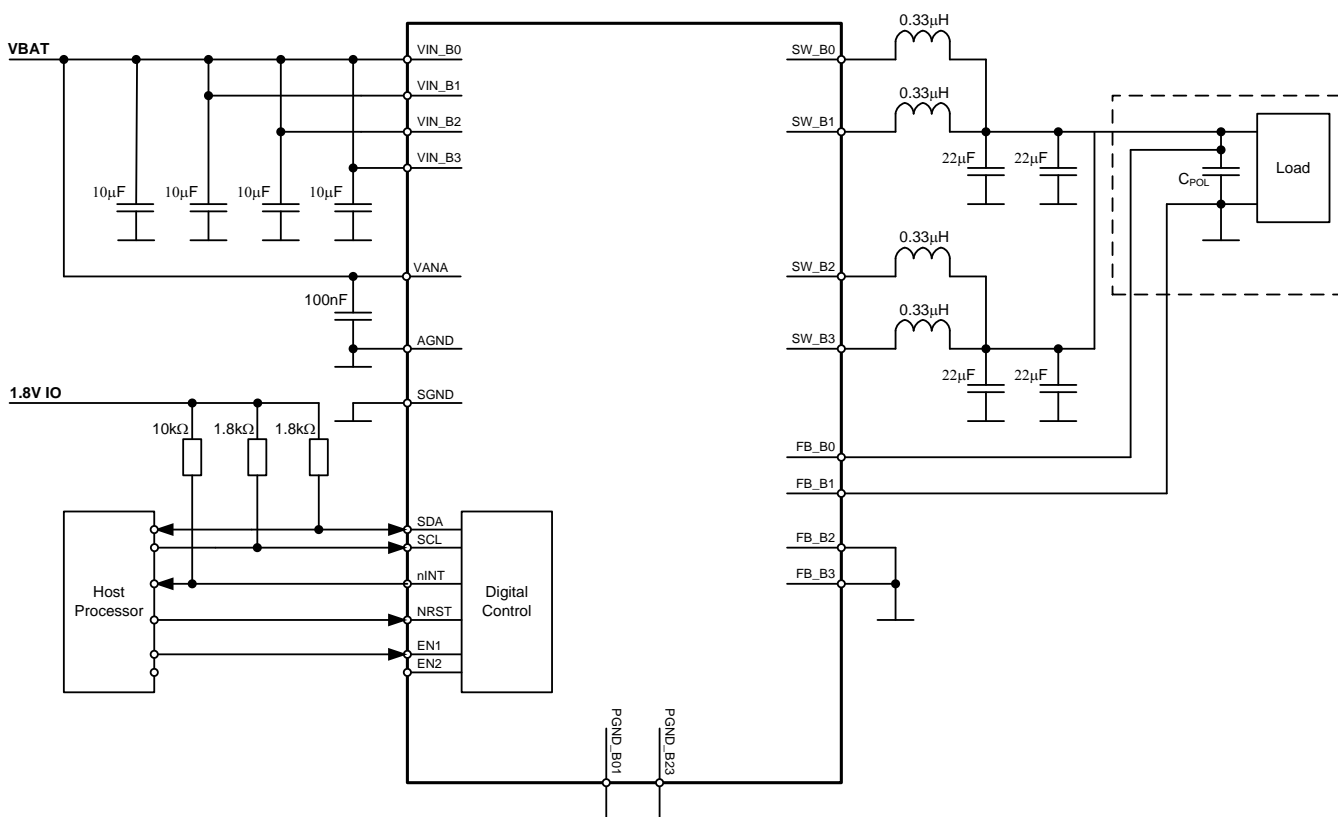 VBAT
VIN_B0
VIN_B1
VIN_B2
VIN_B3
10μF
10μF
10μF
10μF
VANA
100nF
AGND
SGND
1.8V IO
10kΩ
1.8kΩ
1.8kΩ
Host
Processor
SDA
SCL
nINT
NRST
EN1
EN2
Digital
Control
PGND_B01
PGND_B23
SW_B0
0.33μH
SW_B1
0.33μH
22μF
22μF
SW_B2
0.33μH
SW_B3
0.33μH
22μF
22μF
CPOL
Load
FB_B0
FB_B1
FB_B2
FB_B3